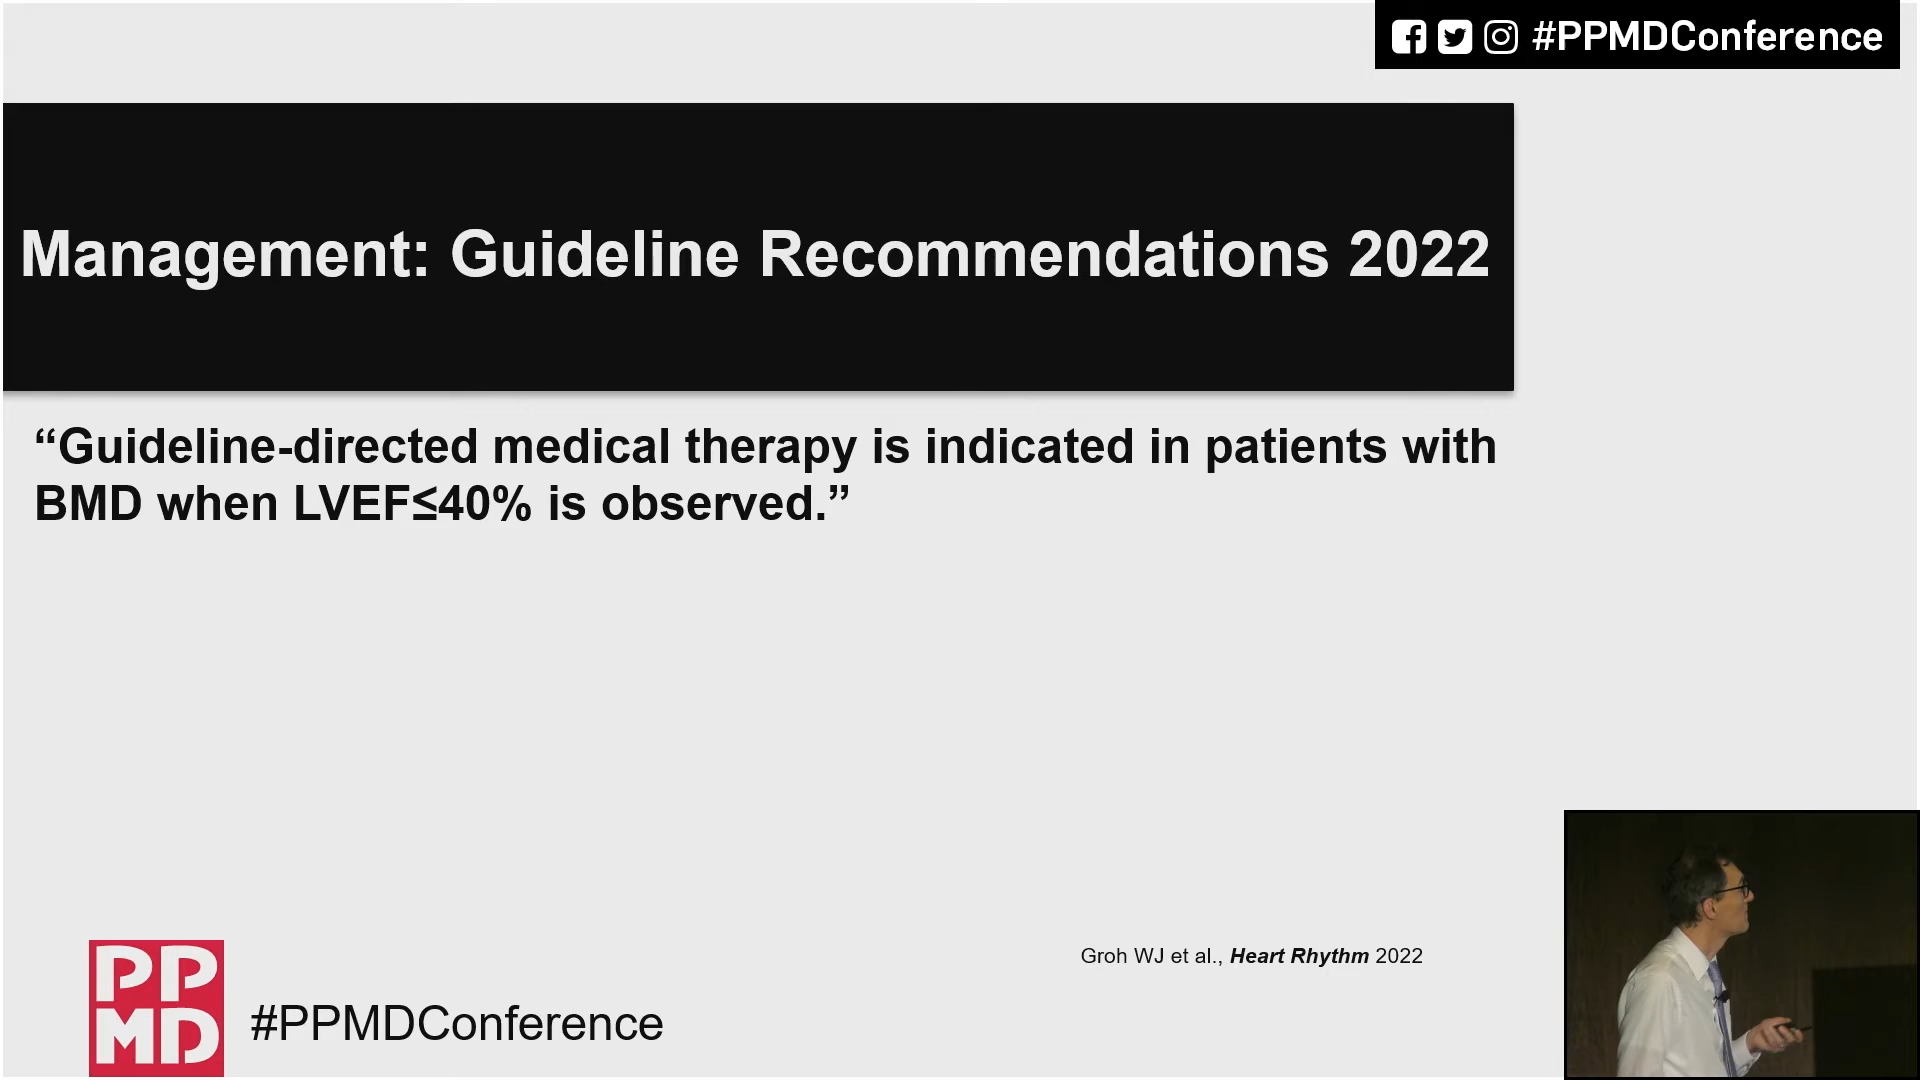 #PPMDConference
Management: Guideline Recommendations 2022
“Guideline-directed medical therapy is indicated in patients with
BMD when LVEF≤40% is observed.”
Groh WJ et al., Heart Rhythm 2022
PP
MD
#PPMDConference